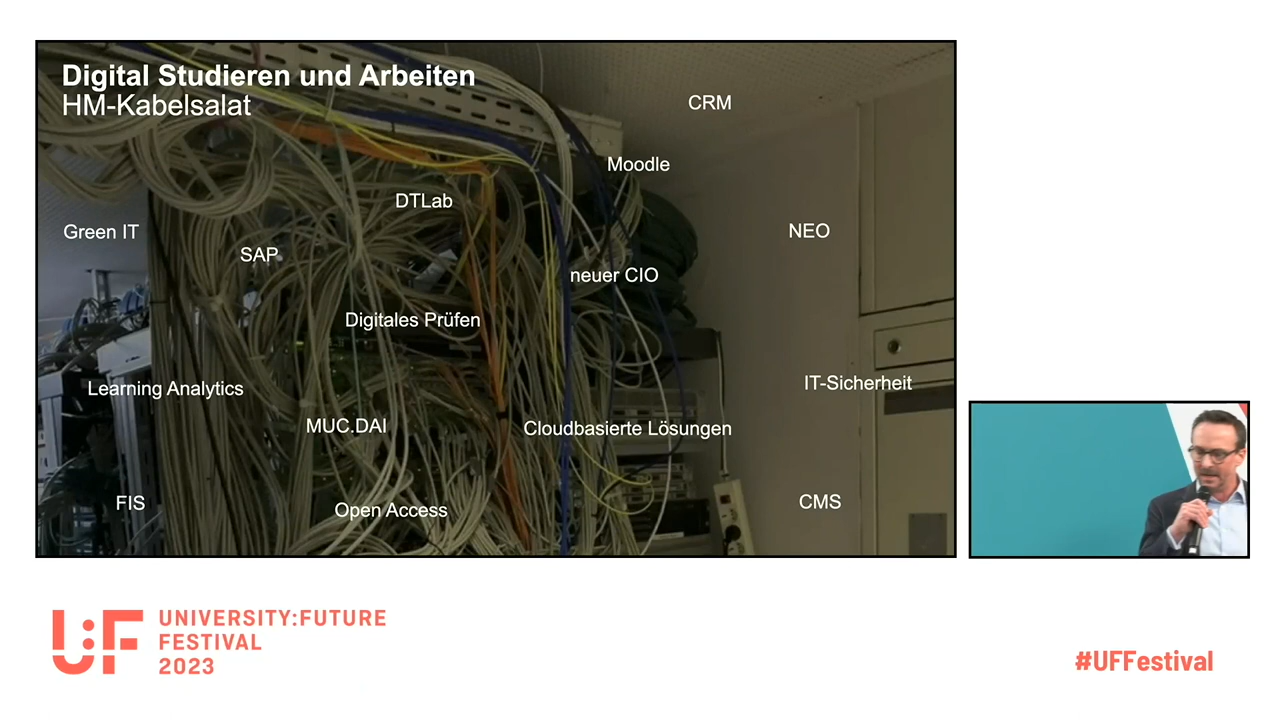 Digital Studieren und Arbeiten
HM-Kabelsalat
CRM
Moodle
DTLab
Green IT
NEO
SAP
neuer CIO
Digitales Prüfen
IT-Sicherheit
Learning Analytics
MUC.DAI
Cloudbasierte Lösungen
FIS
CMS
Open Access
U:F
UNIVERSITY:FUTURE
FESTIVAL
2023
#UFFestival